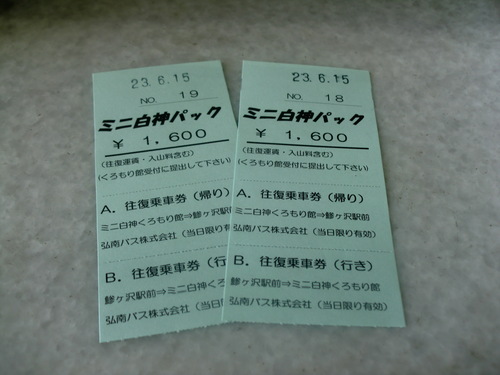 23.6.15
NO. 19
ミニ白神パック
¥ 1,600
(往復運賃・入山料含む)
(くろもり館受付に提出して下さい)
A. 往復乗車券(帰り)
ミニ白神くろもり館⇒鰺ヶ沢駅
弘南バス株式会社(当日限り有
B. 往復乗車券(行
鰺ヶ沢駅前⇒ミニ白神くろも
弘南バス株式会社(当日
23.6.15
NO. 18
ミニ白神パック
¥ 1,600
(往復運賃・入山料含む)
(くろもり館受付に提出して下さい)
A. 往復乗車券(帰り)
ミニ白神くろもり館⇒鰺ヶ沢駅前
弘南バス株式会社(当日限り有効)
B. 往復乗車券(行き)
鰺ヶ沢駅前⇒ミニ白神くろもり館
弘南バス株式会社(当日限り有効)